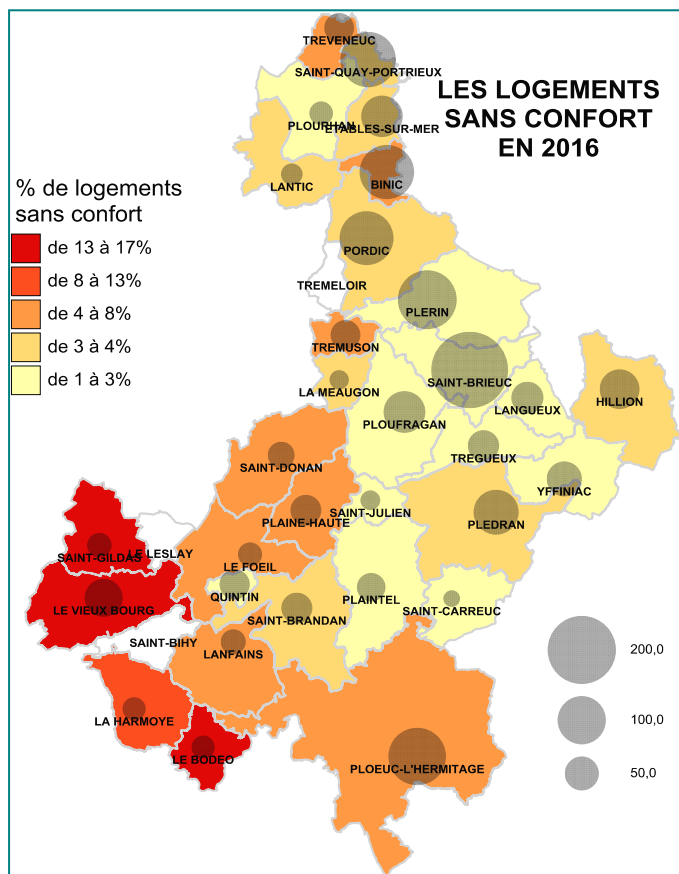 TREVENEUC
SAINT-QUAY-PORTRIEUX
LES LOGEMENTS
SANS CONFORT
EN 2016
PLOURHAN
ETABLES-SUR-MER
% de logements
sans confort
de 13 à 17%
de 8 à 13%
de 4 à 8%
de 3 à 4%
de 1 à 3%
LANTIC
BINIC
PORDIC
TREMELOIR
PLERIN
TREMUSON
SAINT-BRIEUC
LA MEAUGON
LANGUEUX
HILLION
PLOUFRAGAN
TREGUEUX
SAINT-DONAN
YFFINIAC
SAINT-JULIEN
PLAINE-HAUTE
PLEDRAN
SAINT-GILDAS
LE LESLAY
LE FOEIL
QUINTIN
PLAINTEL
LE VIEUX BOURG
SAINT-BRANDAN
SAINT-CARREUC
SAINT-BIHY
LANFAINS
LA HARMOYE
LE BODEO
PLOEUC-L'HERMITAGE
200,0
100,0
50,0